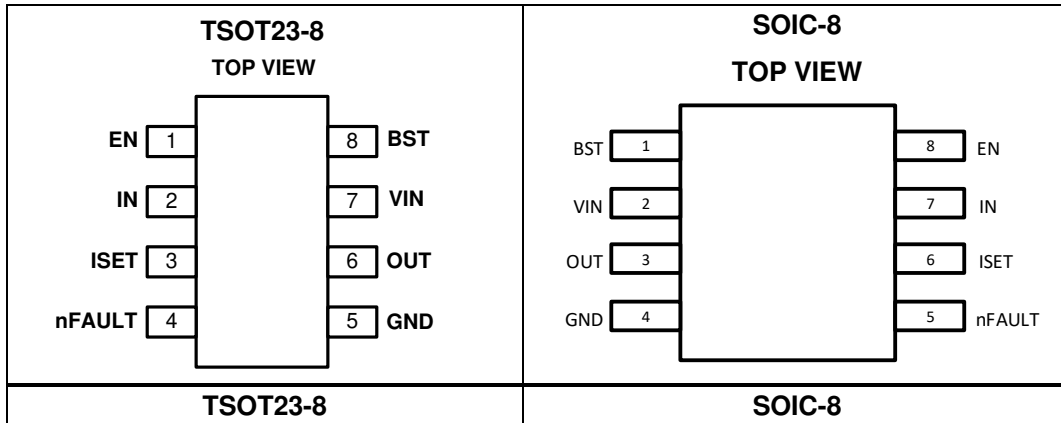 TSOT23-8
TOP VIEW
EN 1 8 BST
IN 2 7 VIN
ISET 3 6 OUT
nFAULT 4 5 GND
SOIC-8
TOP VIEW
BST 1 8 EN
VIN 2 7 IN
OUT 3 6 ISET
GND 4 5 nFAULT
TSOT23-8
SOIC-8